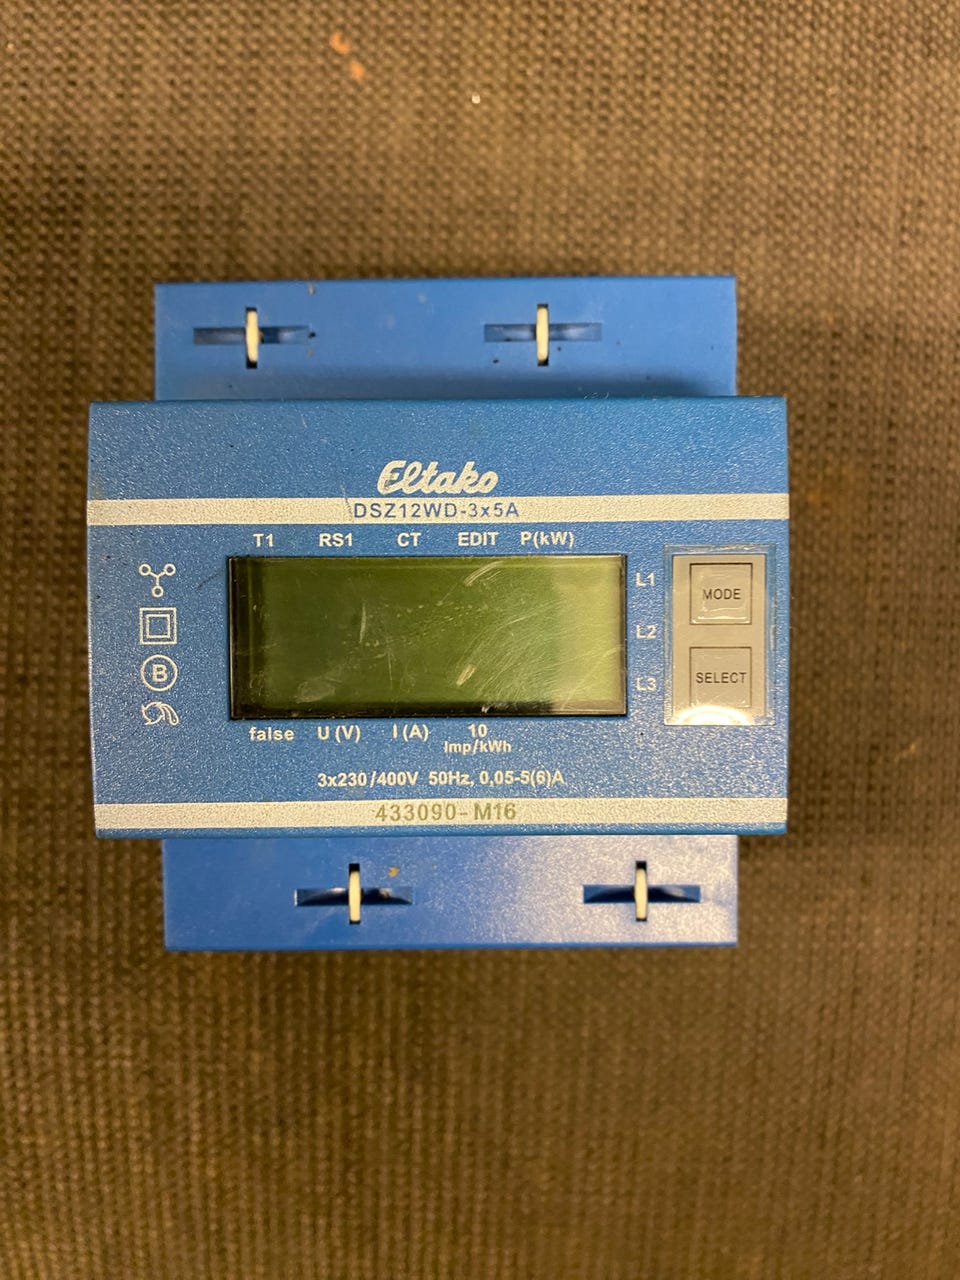 Eltako
DSZ12WD-3x5A
T1 RS1 CT EDIT P(kW)
L1
MODE
L2
B
SELECT
L3
false U (V) I (A) 10
Imp/kWh
3x230/400V 50Hz, 0,05-5(6)A
433090-M16